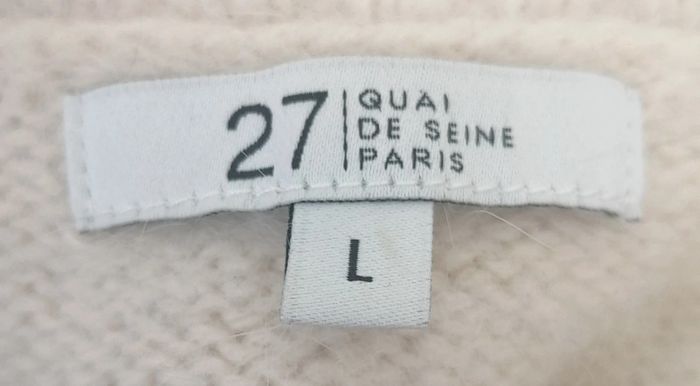 27
QUAI
DE SEINE
PARIS
L